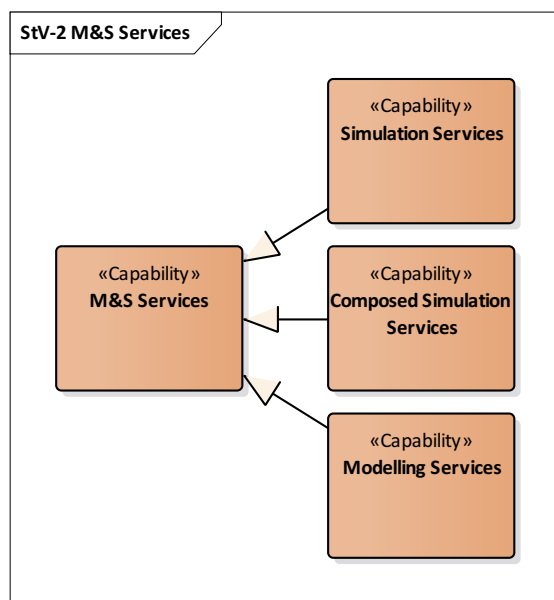 StV-2 M&S Services
«Capability»
Simulation Services
«Capability»
M&S Services
«Capability»
Composed Simulation
Services
«Capability»
Modelling Services